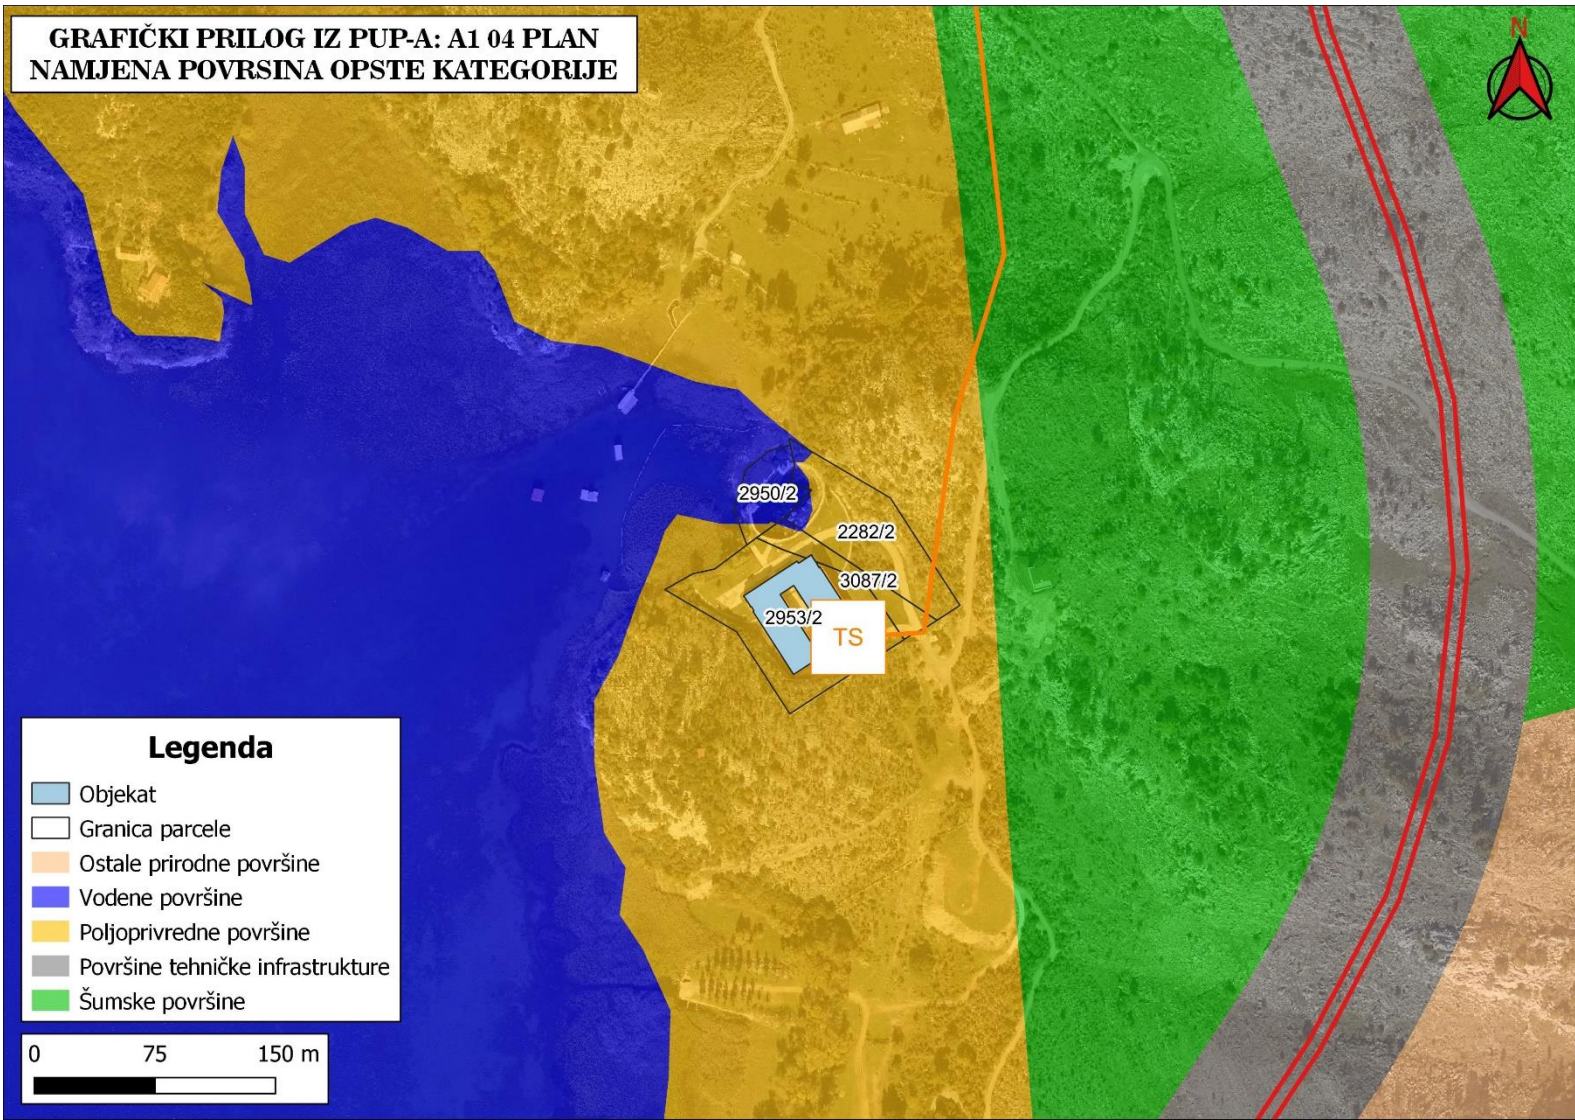 GRAFIČKI PRILOG IZ PUP-A: A1 04 PLAN
NAMJENA POVRSINA OPSTE KATEGORIJE
N
2950/2
2282/2
3087/2
2953/2
TS
Legenda
Objekat
Granica parcele
Ostale prirodne površine
Vodene površine
Poljoprivredne površine
Površine tehničke infrastrukture
Šumske površine
0 75 150 m